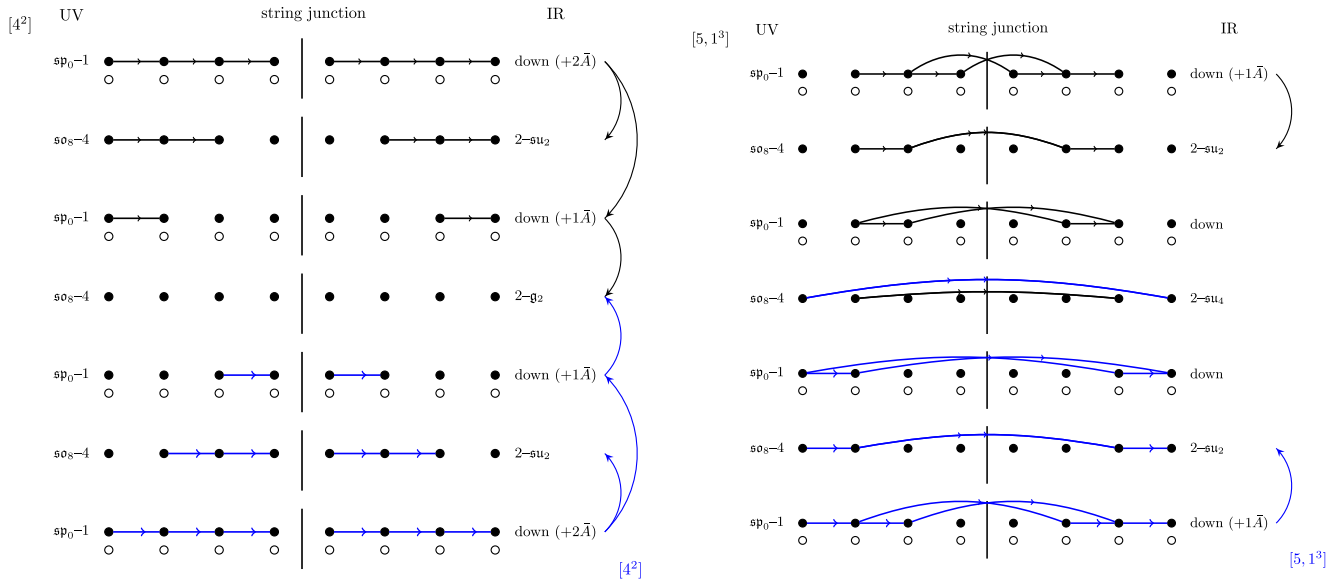 [4²] UV string junction IR
𝔰𝔭₀–1 down (+2Ā)
𝔰𝔬₈–4 2–𝔰𝔲₂
𝔰𝔭₀–1 down (+1Ā)
𝔰𝔬₈–4 2–𝔤₂
𝔰𝔭₀–1 down (+1Ā)
𝔰𝔬₈–4 2–𝔰𝔲₂
𝔰𝔭₀–1 down (+2Ā)
[4²]
[5, 1³] UV string junction IR
𝔰𝔭₀–1 down (+1Ā)
𝔰𝔬₈–4 2–𝔰𝔲₂
𝔰𝔭₀–1 down
𝔰𝔬₈–4 2–𝔰𝔲₄
𝔰𝔭₀–1 down
𝔰𝔬₈–4 2–𝔰𝔲₂
𝔰𝔭₀–1 down (+1Ā)
[5, 1³]